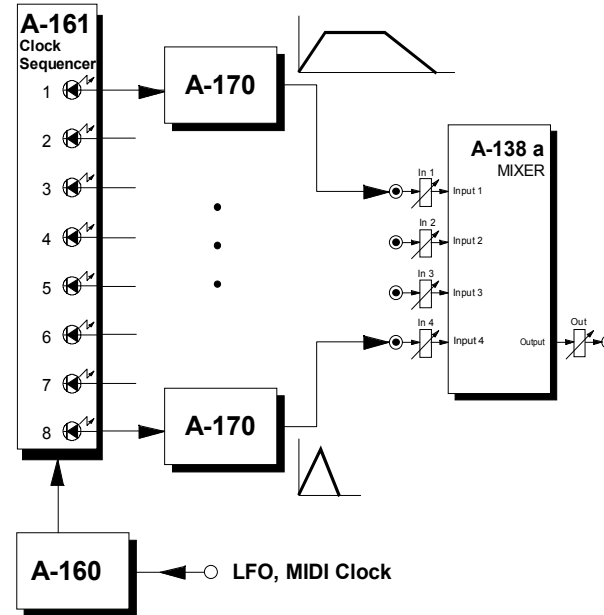 A-161
Clock
Sequencer
1
2
3
4
5
6
7
8
A-170
A-170
A-138 a
MIXER
In 1
Input 1
In 2
Input 2
In 3
Input 3
In 4
Input 4
Output
Out
A-160
LFO, MIDI Clock